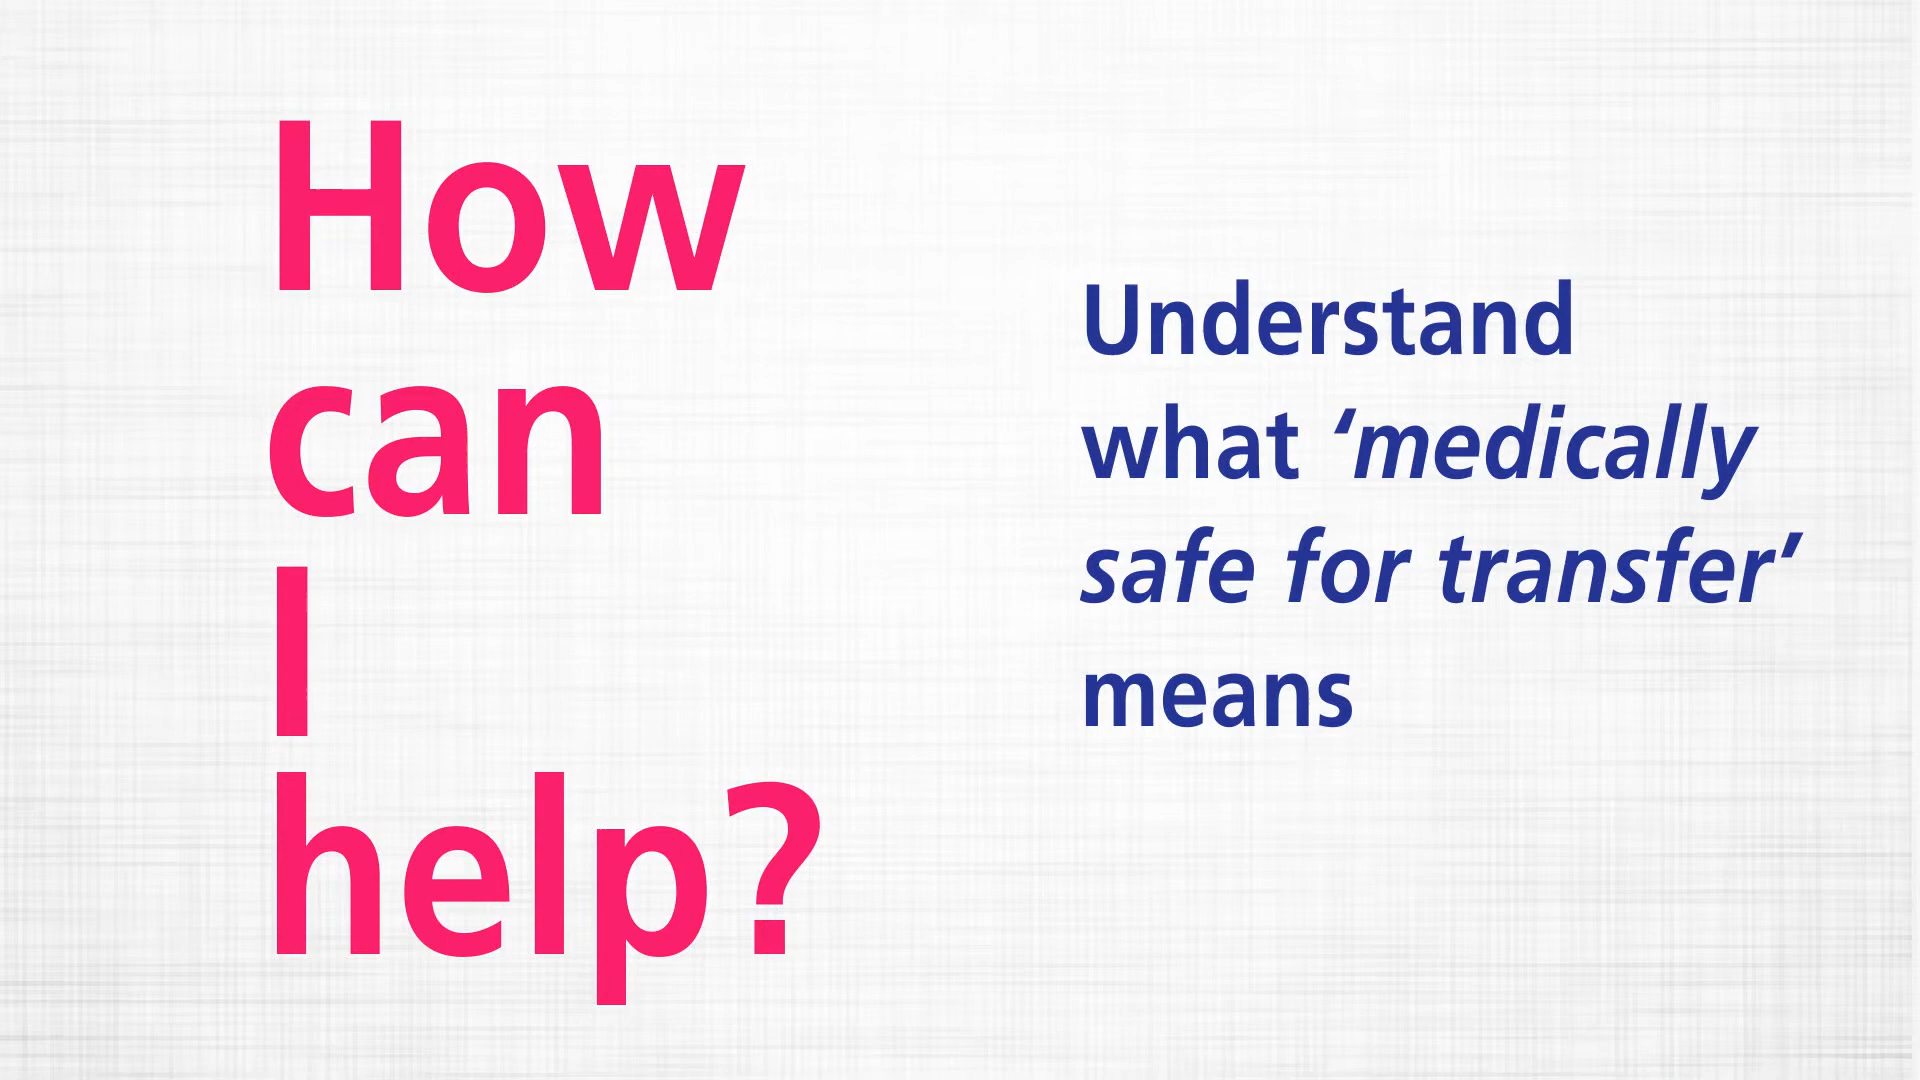 How
can
I
help?
Understand
what ‘medically
safe for transfer’
means